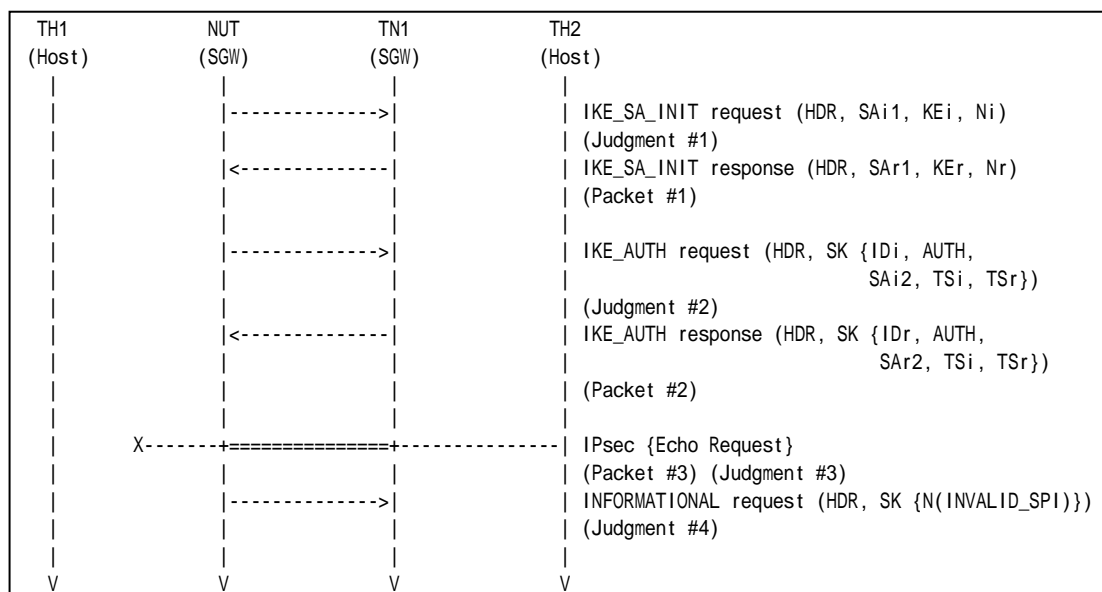 TH1 NUT TN1 TH2
(Host) (SGW) (SGW) (Host)
| | | |
| |-------------->| | IKE_SA_INIT request (HDR, SAi1, KEi, Ni)
| | | | (Judgment #1)
| |<--------------| | IKE_SA_INIT response (HDR, SAr1, KEr, Nr)
| | | | (Packet #1)
| | | |
| |-------------->| | IKE_AUTH request (HDR, SK {IDi, AUTH,
| | | | SAi2, TSi, TSr})
| | | | (Judgment #2)
| |<--------------| | IKE_AUTH response (HDR, SK {IDr, AUTH,
| | | | SAr2, TSi, TSr})
| | | | (Packet #2)
| | | |
| X-------+===============+---------------| IPsec {Echo Request}
| | | | (Packet #3) (Judgment #3)
| |-------------->| | INFORMATIONAL request (HDR, SK {N(INVALID_SPI)})
| | | | (Judgment #4)
| | | |
V V V V